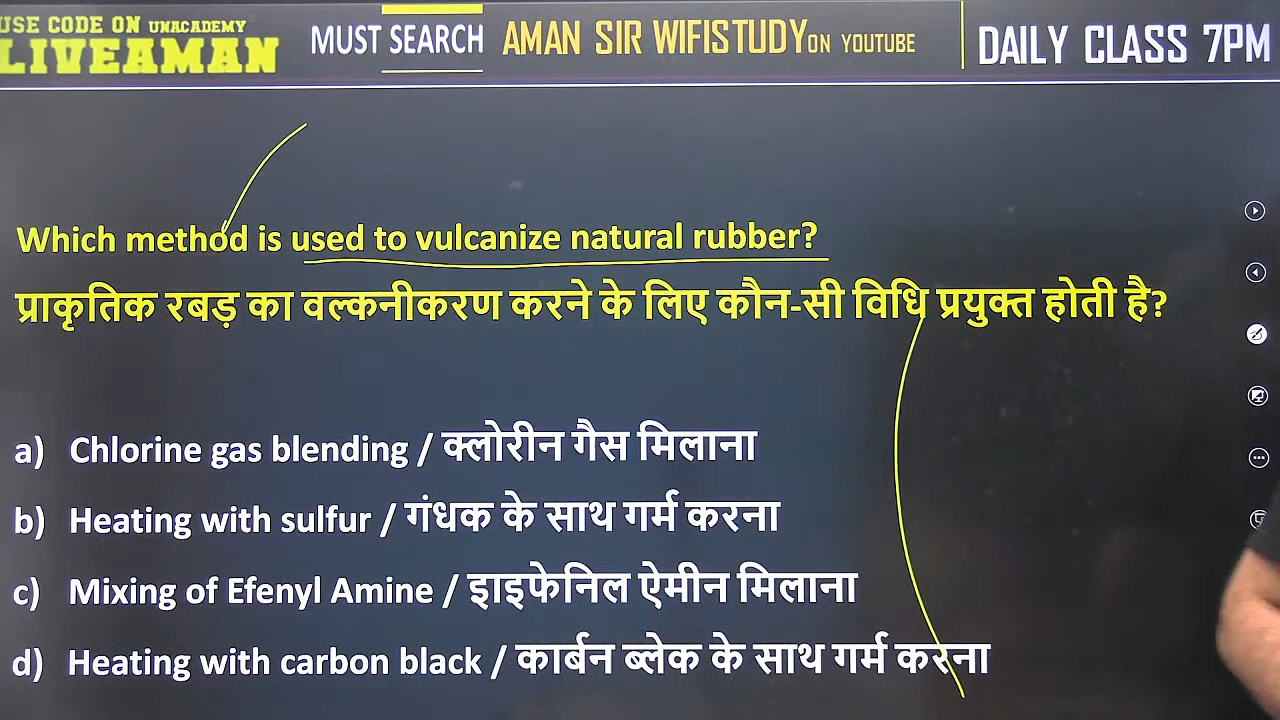 USE CODE ON UNACADEMY
LIVEAMAN
MUST SEARCH
AMAN SIR WIFISTUDY ON YOUTUBE
DAILY CLASS 7PM
Which method is used to vulcanize natural rubber?
प्राकृतिक रबड़ का वल्कनीकरण करने के लिए कौन-सी विधि प्रयुक्त होती है?
a) Chlorine gas blending / क्लोरीन गैस मिलाना
b) Heating with sulfur / गंधक के साथ गर्म करना
c) Mixing of Efenyl Amine / डाइफेनिल ऐमीन मिलाना
d) Heating with carbon black / कार्बन ब्लेक के साथ गर्म करना